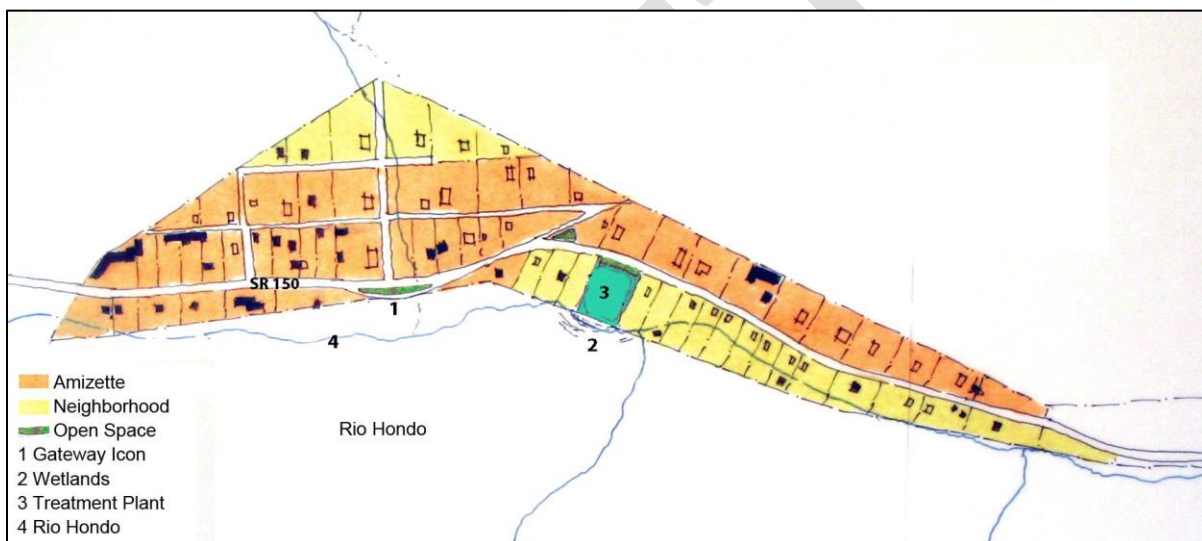 SR 150
1
3
2
4
Rio Hondo
Amizette
Neighborhood
Open Space
1 Gateway Icon
2 Wetlands
3 Treatment Plant
4 Rio Hondo